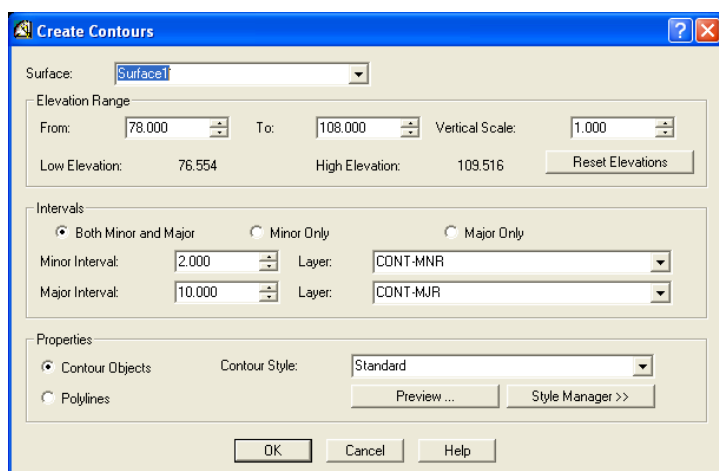 Create Contours
Surface: Surface1
Elevation Range
From: 78.000 To: 108.000 Vertical Scale: 1.000
Low Elevation: 76.554 High Elevation: 109.516 Reset Elevations
Intervals
Both Minor and Major Minor Only Major Only
Minor Interval: 2.000 Layer: CONT-MNR
Major Interval: 10.000 Layer: CONT-MJR
Properties
Contour Objects Contour Style: Standard
Polylines Preview ... Style Manager >>
OK Cancel Help